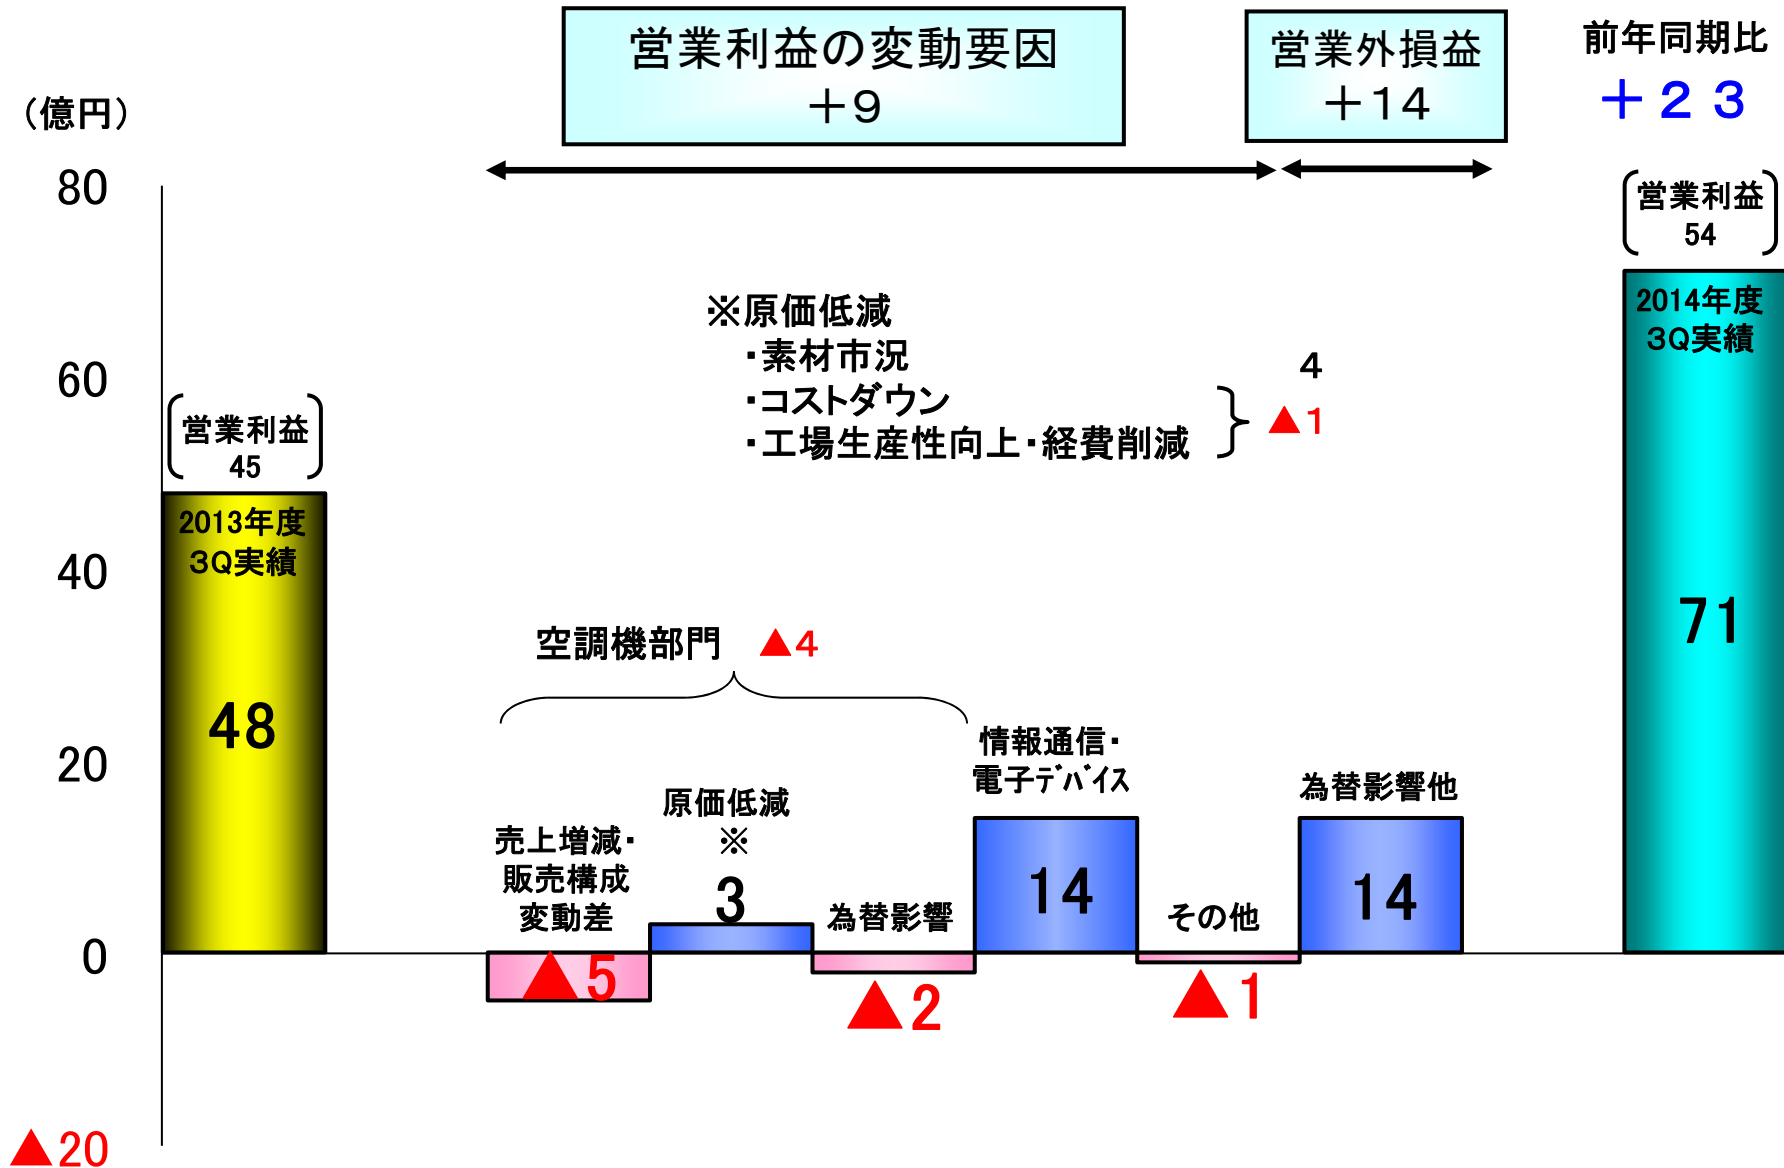 営業利益の変動要因
＋9
営業外損益
＋14
前年同期比
＋２３
（億円）
80
60
40
20
0
▲20
営業利益
45
2013年度
３Q実績
48
※原価低減
・素材市況 4
・コストダウン
・工場生産性向上・経費削減
▲1
空調機部門 ▲4
売上増減・
販売構成
変動差
▲5
原価低減
※
3
為替影響
▲2
情報通信・
電子ﾃﾞﾊﾞｲｽ
14
その他
▲1
為替影響他
14
営業利益
54
2014年度
３Q実績
71